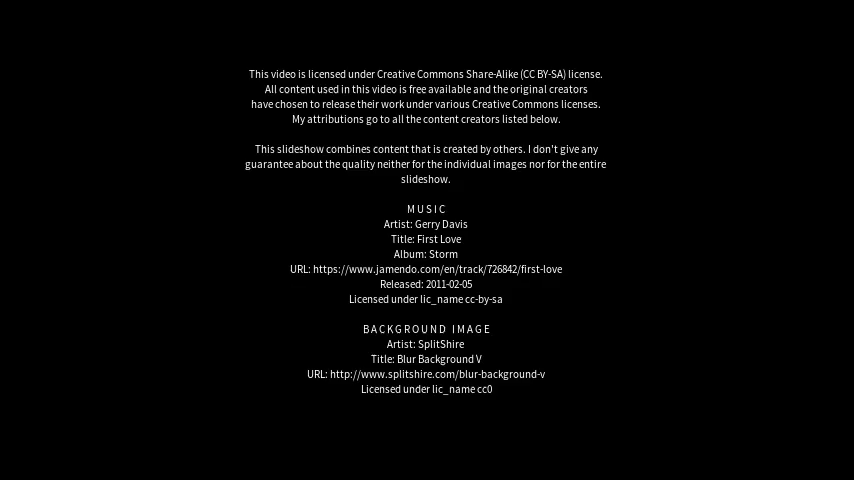 This video is licensed under Creative Commons Share-Alike (CC BY-SA) license.
All content used in this video is free available and the original creators
have chosen to release their work under various Creative Commons licenses.
My attributions go to all the content creators listed below.
This slideshow combines content that is created by others. I don't give any
guarantee about the quality neither for the individual images nor for the entire
slideshow.
MUSIC
Artist: Gerry Davis
Title: First Love
Album: Storm
URL: https://www.jamendo.com/en/track/726842/first-love
Released: 2011-02-05
Licensed under lic_name cc-by-sa
BACKGROUND IMAGE
Artist: SplitShire
Title: Blur Background V
URL: http://www.splitshire.com/blur-background-v
Licensed under lic_name cc0